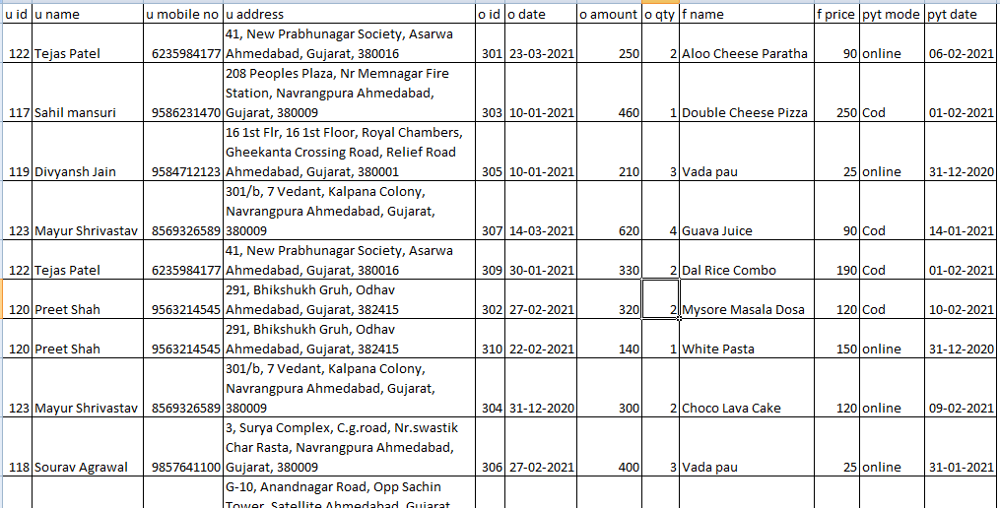 u id u name u mobile no u address o id o date o amount o qty f name f price pyt mode pyt date
41, New Prabhunagar Society, Asarwa
122 Tejas Patel 6235984177 Ahmedabad, Gujarat, 380016 301 23-03-2021 250 2 Aloo Cheese Paratha 90 online 06-02-2021
208 Peoples Plaza, Nr Memnagar Fire
Station, Navrangpura Ahmedabad,
117 Sahil mansuri 9586231470 Gujarat, 380009 303 10-01-2021 460 1 Double Cheese Pizza 250 Cod 01-02-2021
16 1st Flr, 16 1st Floor, Royal Chambers,
Gheekanta Crossing Road, Relief Road
119 Divyansh Jain 9584712123 Ahmedabad, Gujarat, 380001 305 10-01-2021 210 3 Vada pau 25 online 31-12-2020
301/b, 7 Vedant, Kalpana Colony,
Navrangpura Ahmedabad, Gujarat,
123 Mayur Shrivastav 8569326589 380009 307 14-03-2021 620 4 Guava Juice 90 Cod 14-01-2021
41, New Prabhunagar Society, Asarwa
122 Tejas Patel 6235984177 Ahmedabad, Gujarat, 380016 309 30-01-2021 330 2 Dal Rice Combo 190 Cod 01-02-2021
291, Bhikshukh Gruh, Odhav
120 Preet Shah 9563214545 Ahmedabad, Gujarat, 382415 302 27-02-2021 320 2 Mysore Masala Dosa 120 Cod 10-02-2021
291, Bhikshukh Gruh, Odhav
120 Preet Shah 9563214545 Ahmedabad, Gujarat, 382415 310 22-02-2021 140 1 White Pasta 150 online 31-12-2020
301/b, 7 Vedant, Kalpana Colony,
Navrangpura Ahmedabad, Gujarat,
123 Mayur Shrivastav 8569326589 380009 304 31-12-2020 300 2 Choco Lava Cake 120 online 09-02-2021
3, Surya Complex, C.g.road, Nr.swastik
Char Rasta, Navrangpura Ahmedabad,
118 Sourav Agrawal 9857641100 Gujarat, 380009 306 27-02-2021 400 3 Vada pau 25 online 31-01-2021
G-10, Anandnagar Road, Opp Sachin
Tower, Satellite Ahmedabad, Gujarat,